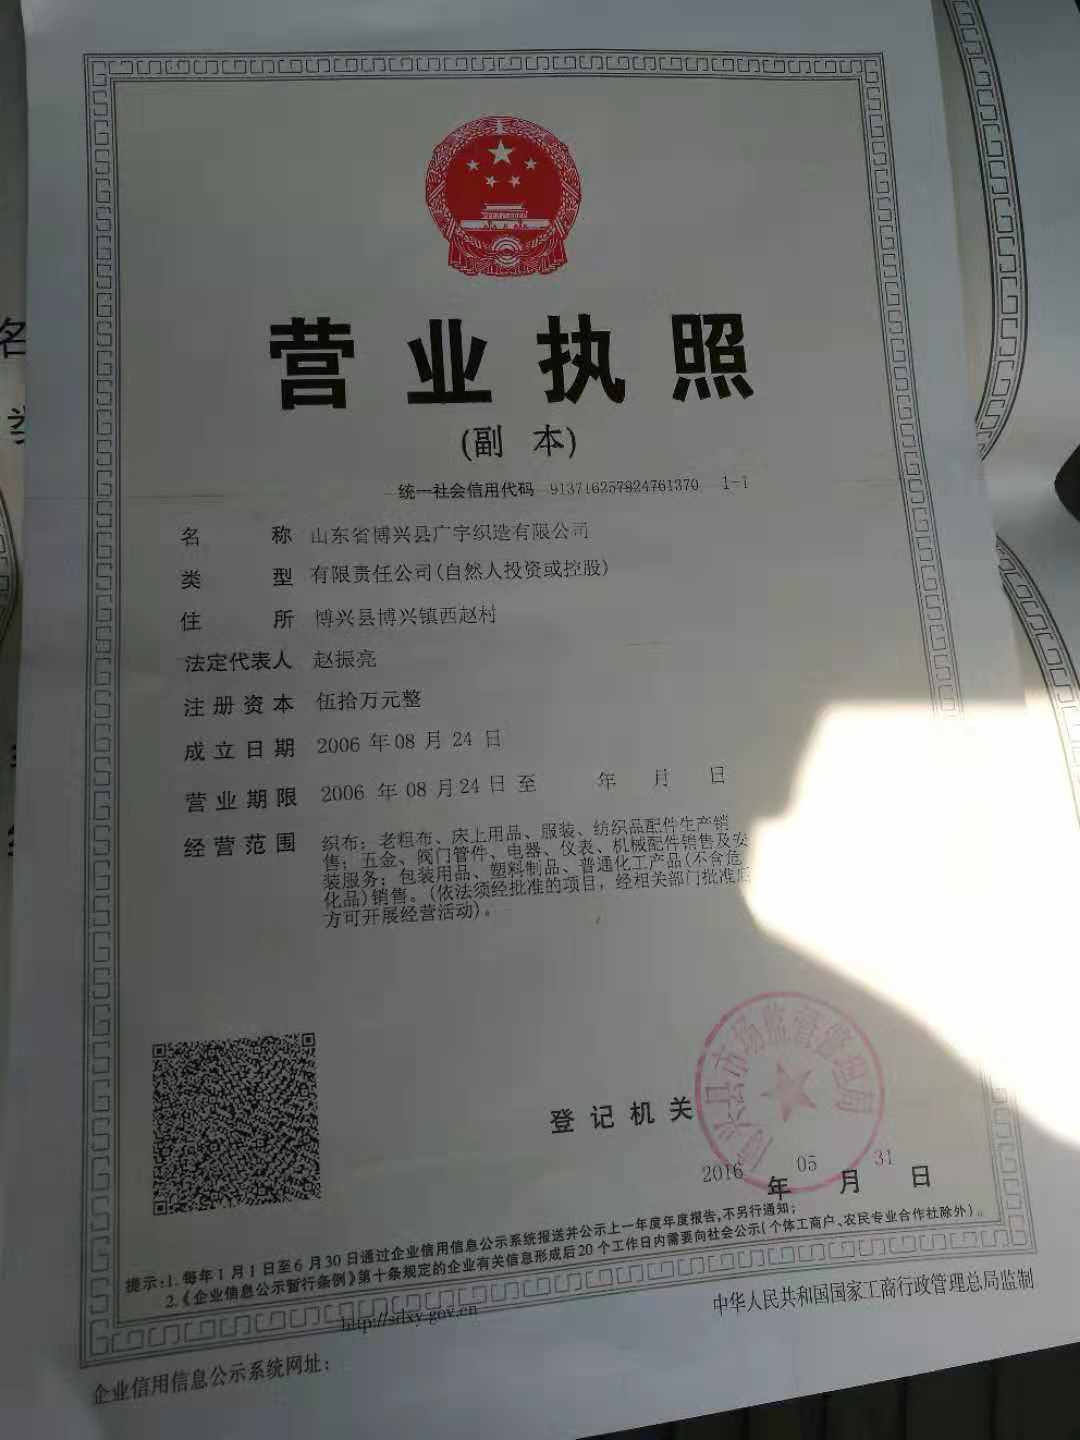 营业执照
(副 本)
统一社会信用代码 913716257924761370 1-1
名 称 山东省博兴县广宇织造有限公司
类 型 有限责任公司(自然人投资或控股)
住 所 博兴县博兴镇西赵村
法定代表人 赵振亮
注册资本 伍拾万元整
成立日期 2006 年 08 月 24 日
营业期限 2006 年 08 月 24 日 至 年 月 日
经营范围 织布；老粗布、床上用品、服装、纺织品配件生产销
售；五金、阀门管件、电器、仪表、机械配件销售及安
装服务；包装用品、塑料制品、普通化工产品(不含危
化品)销售。(依法须经批准的项目，经相关部门批准后
方可开展经营活动)。
博兴县市场监督管理局
登记机关
2016 年 05 月 31 日
提示:1.每年1月1日至6月30日通过企业信用信息公示系统报送并公示上一年度年度报告,不另行通知；
2.《企业信息公示暂行条例》第十条规定的企业有关信息形成后20个工作日内需要向社会公示(个体工商户、农民专业合作社除外)。
http://sdxy.gov.cn
企业信用信息公示系统网址：
中华人民共和国国家工商行政管理总局监制
名
类